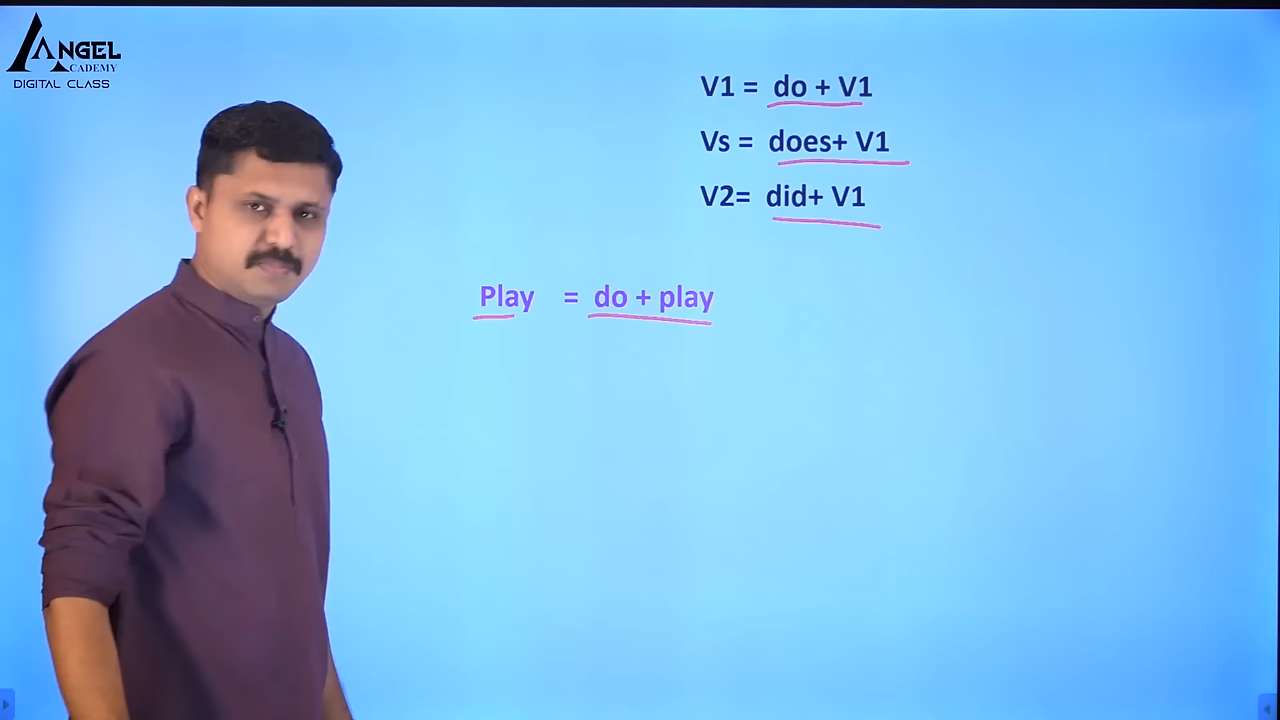 ANGEL
ACADEMY
DIGITAL CLASS
V1 = do + V1
Vs = does+ V1
V2= did+ V1
Play = do + play